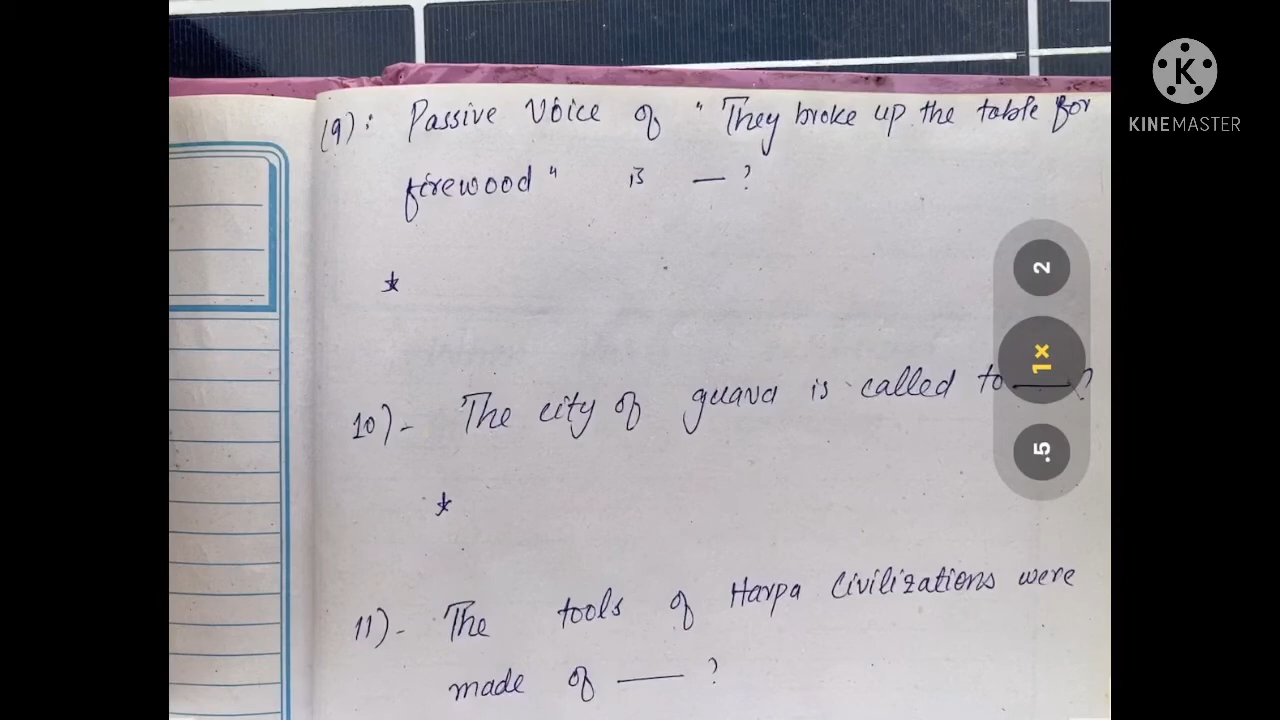 (9): Passive Voice of "They broke up the table for
firewood" is — ?
*
10)- The city of guava is called to —— ?
*
11)- The tools of Harpa Civilizations were
made of —— ?
K
KINEMASTER
2
1×
.5